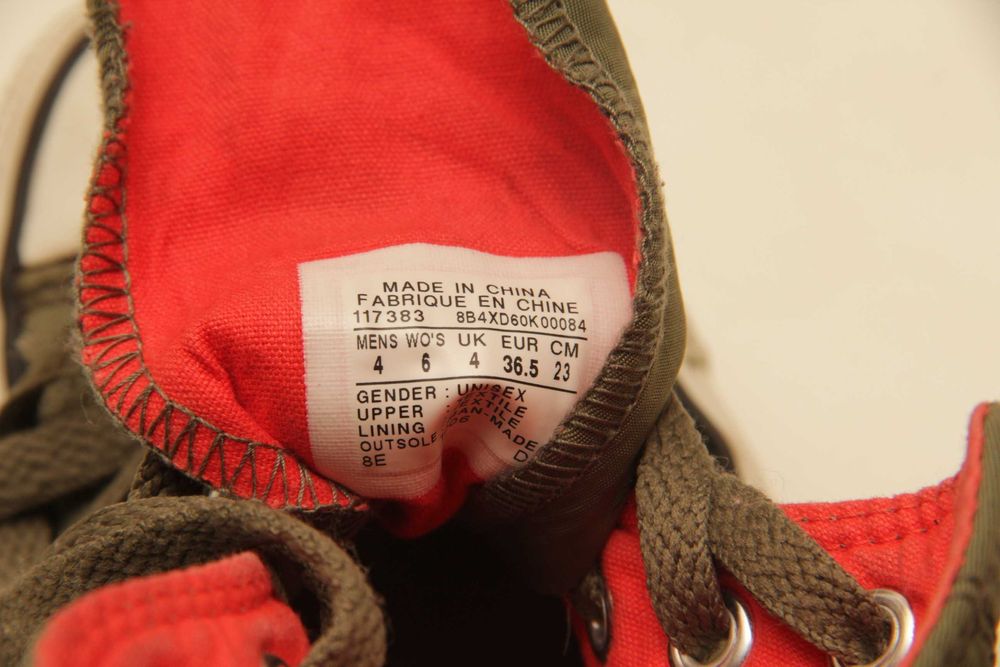 MADE IN CHINA
FABRIQUE EN CHINE
117383 8B4XD60K00084
MENS WO'S UK EUR CM
4 6 4 36.5 23
GENDER : UNISEX
UPPER :
LINING
OUTSOLE
8E